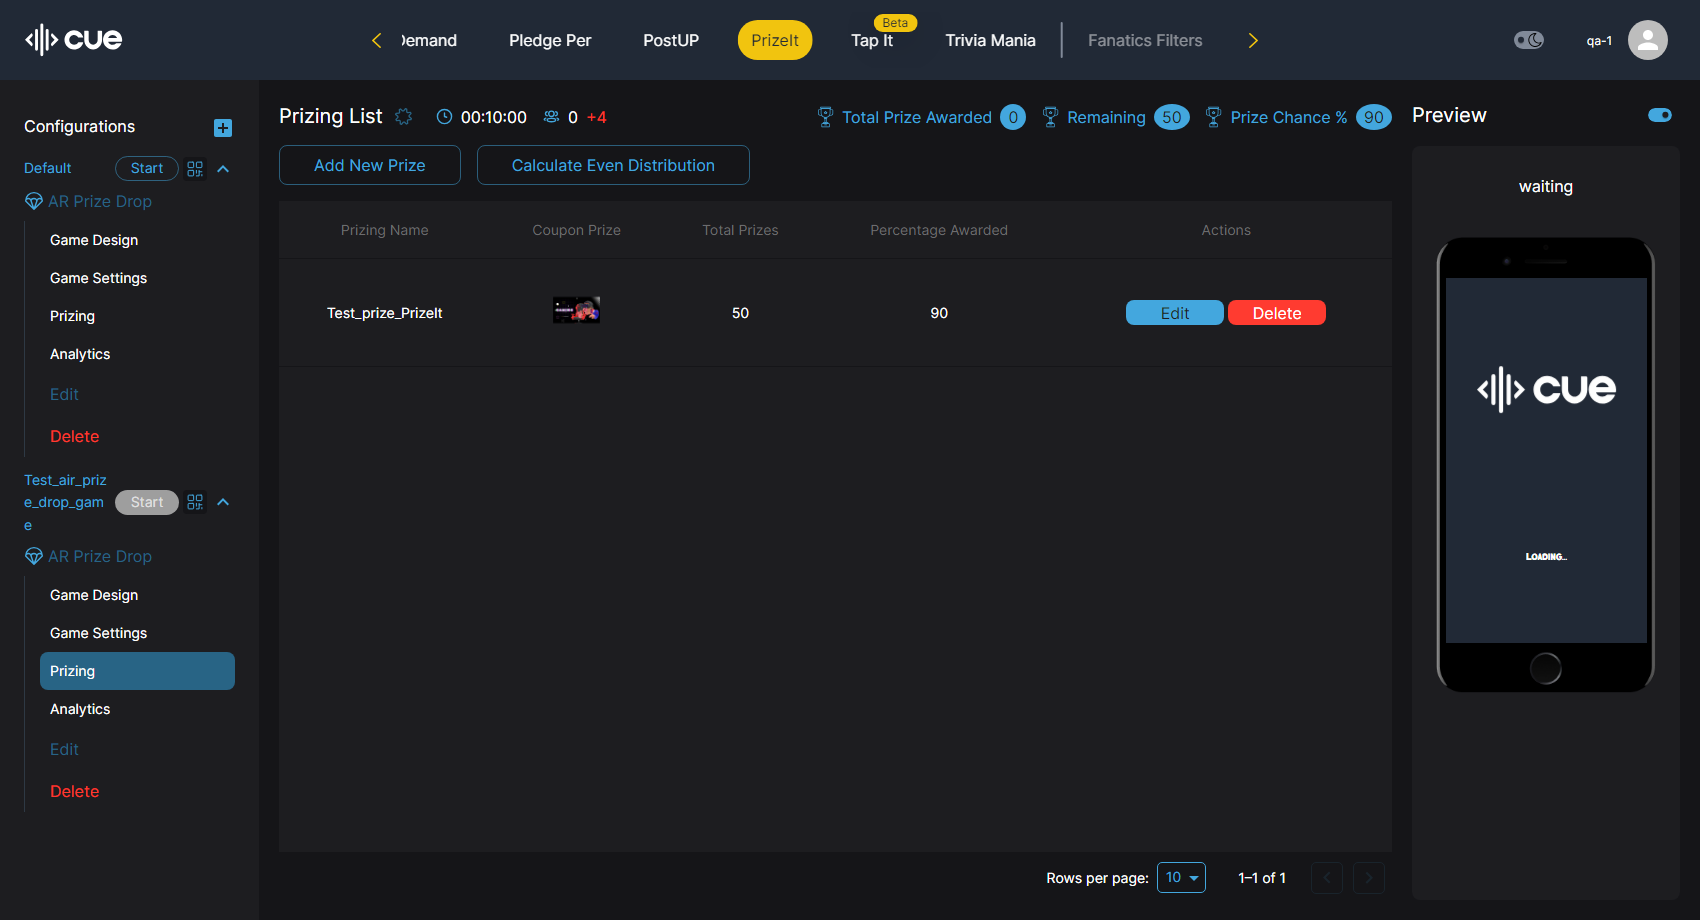 cue
Demand
Pledge Per
PostUP
PrizeIt
Beta
Tap It
Trivia Mania
Fanatics Filters
qa-1
Configurations
Default
Start
AR Prize Drop
Game Design
Game Settings
Prizing
Analytics
Edit
Delete
Test_air_priz
e_drop_gam
e
Start
AR Prize Drop
Game Design
Game Settings
Prizing
Analytics
Edit
Delete
Prizing List
00:10:00
0 +4
Total Prize Awarded 0
Remaining 50
Prize Chance % 90
Add New Prize
Calculate Even Distribution
Prizing Name
Coupon Prize
Total Prizes
Percentage Awarded
Actions
Test_prize_PrizeIt
50
90
Edit
Delete
Rows per page:
10
1–1 of 1
Preview
waiting
cue
LOADING...